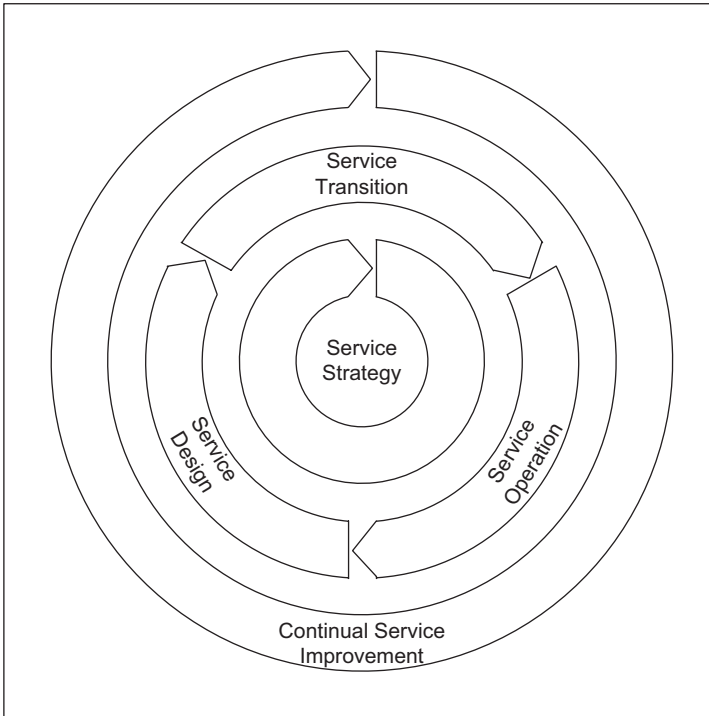 Service
Transition
Service
Strategy
Service
Design
Service
Operation
Continual Service
Improvement